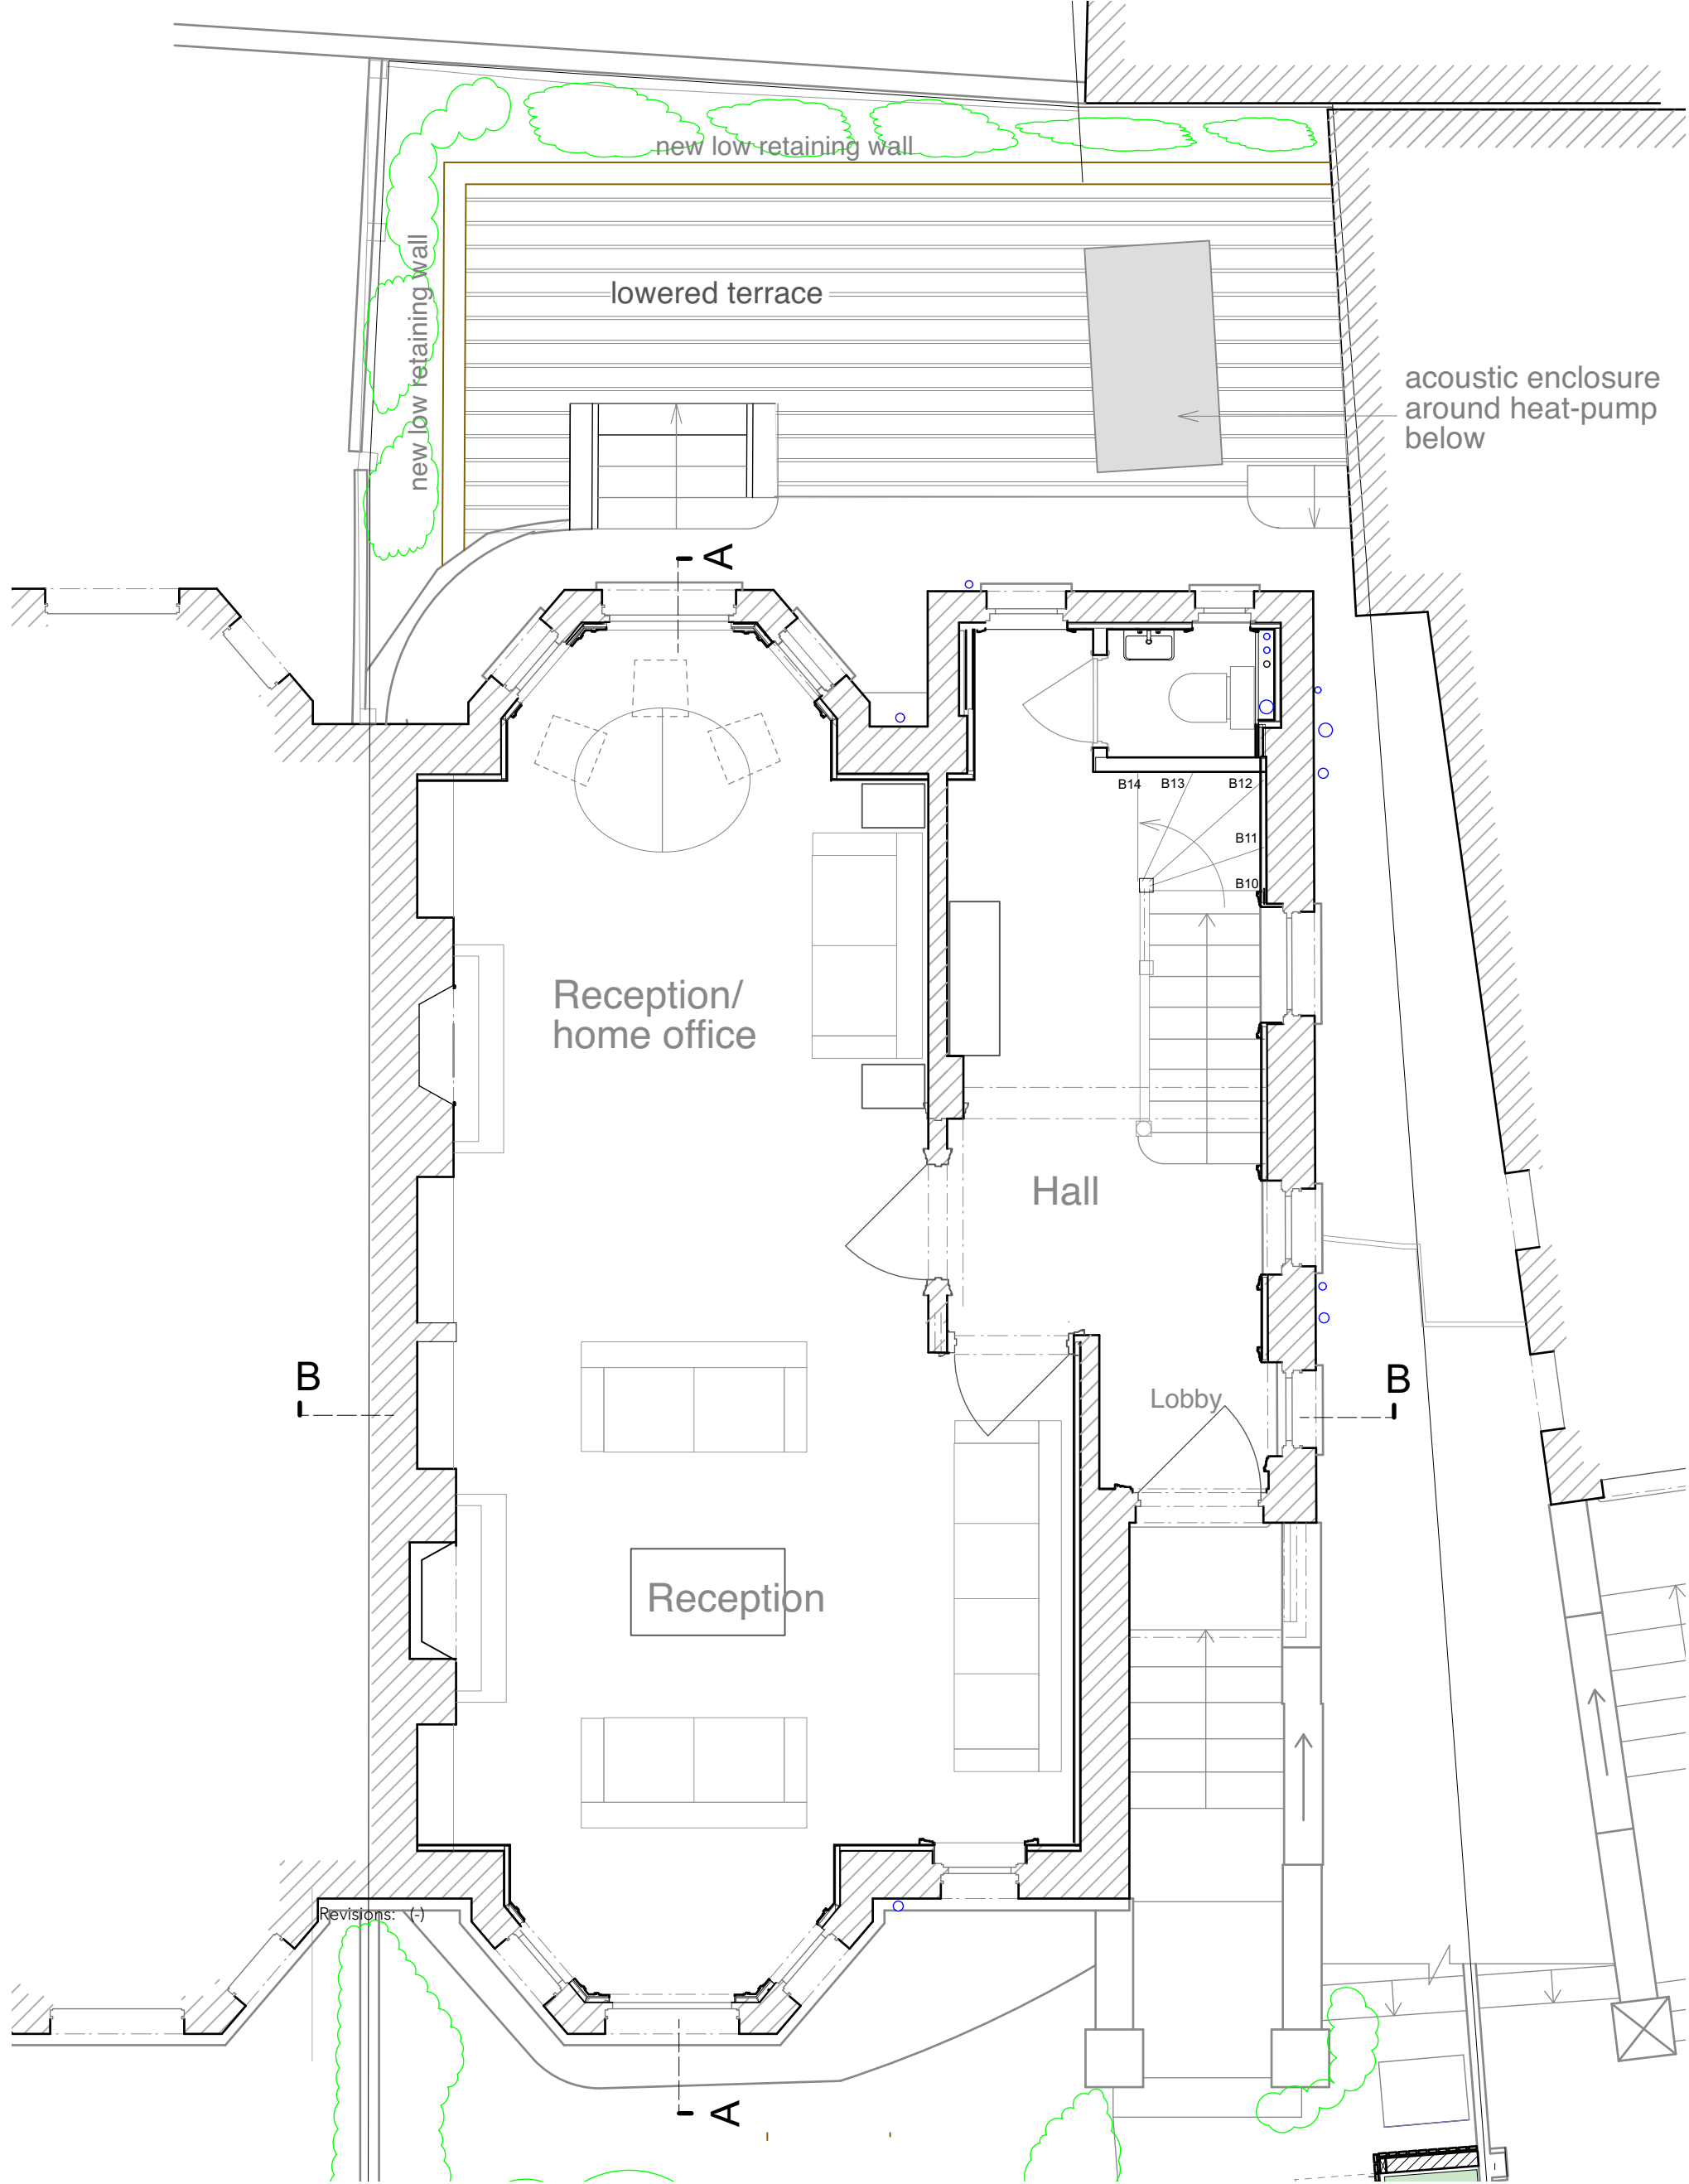 new low retaining wall
new low retaining wall
lowered terrace
acoustic enclosure
around heat-pump
below
A
B14
B13
B12
B11
B10
Reception/
home office
Hall
B
B
Lobby
Reception
Revisions: (-)
A